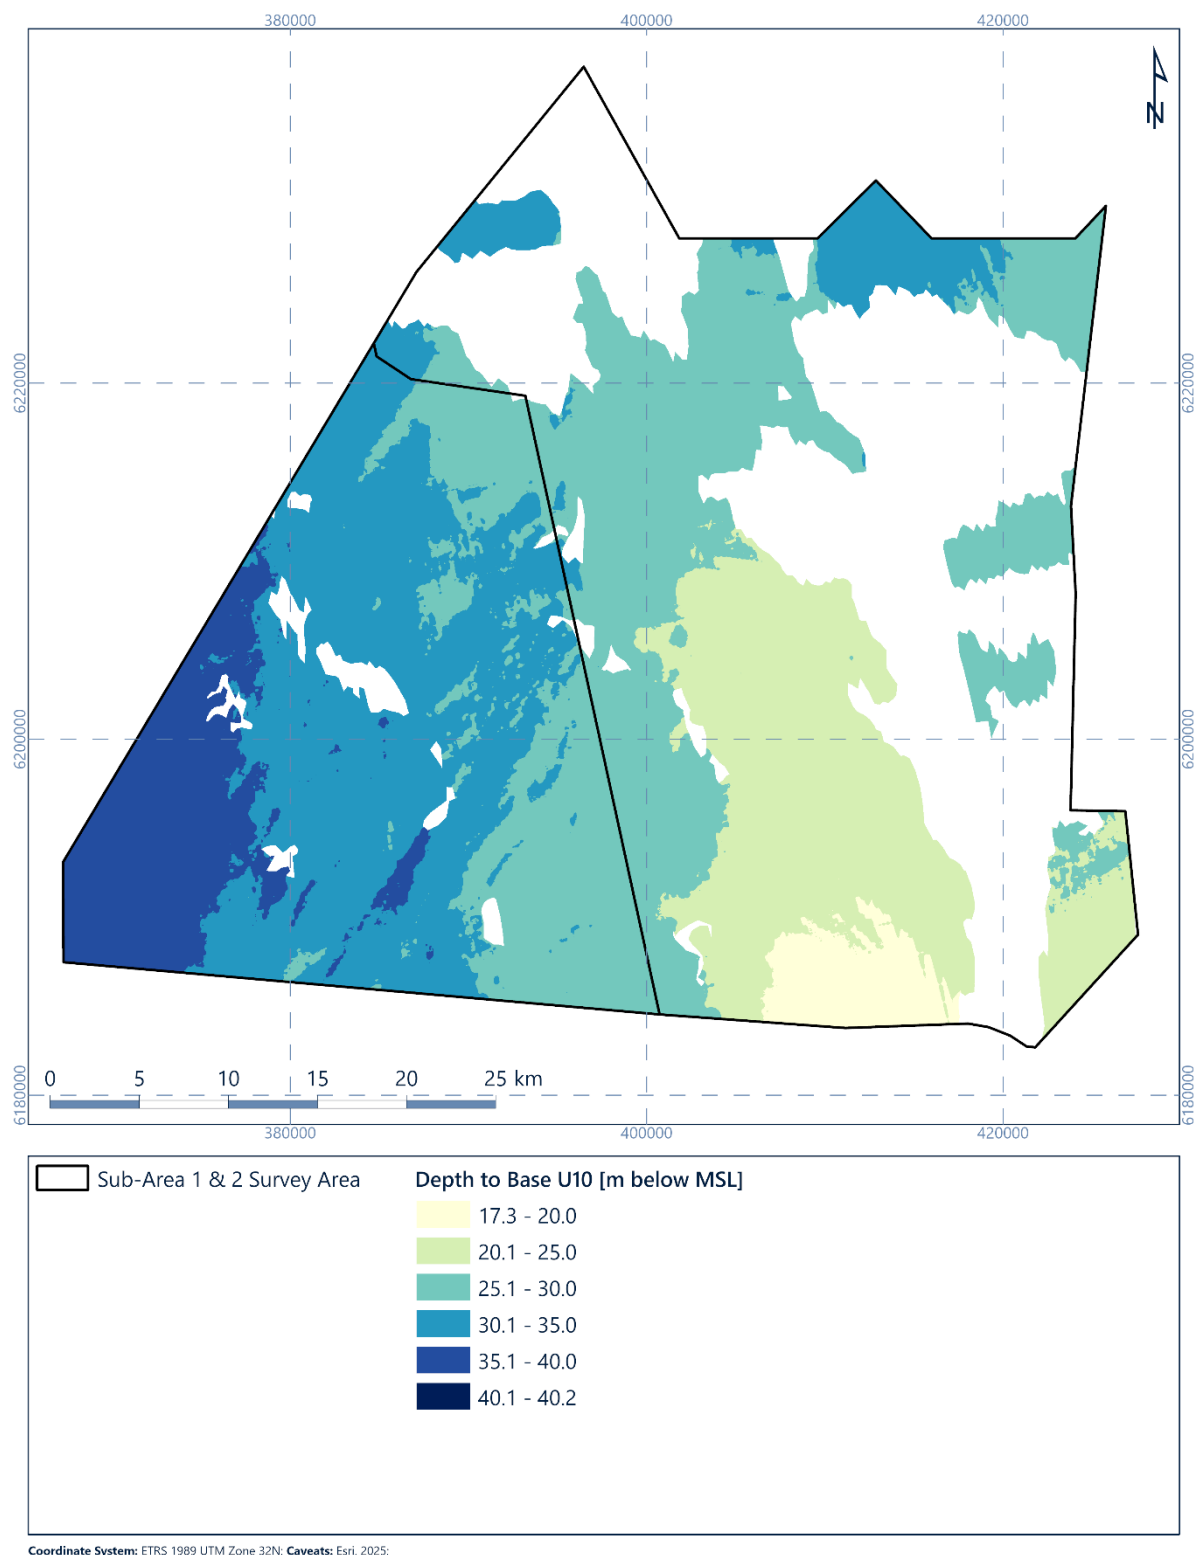 380000 400000 420000
N
6220000 6220000
6200000 6200000
6180000 6180000
0 5 10 15 20 25 km
380000 400000 420000
Sub-Area 1 & 2 Survey Area
Depth to Base U10 [m below MSL]
17.3 - 20.0
20.1 - 25.0
25.1 - 30.0
30.1 - 35.0
35.1 - 40.0
40.1 - 40.2
Coordinate System: ETRS 1989 UTM Zone 32N; Caveats: Esri, 2025;